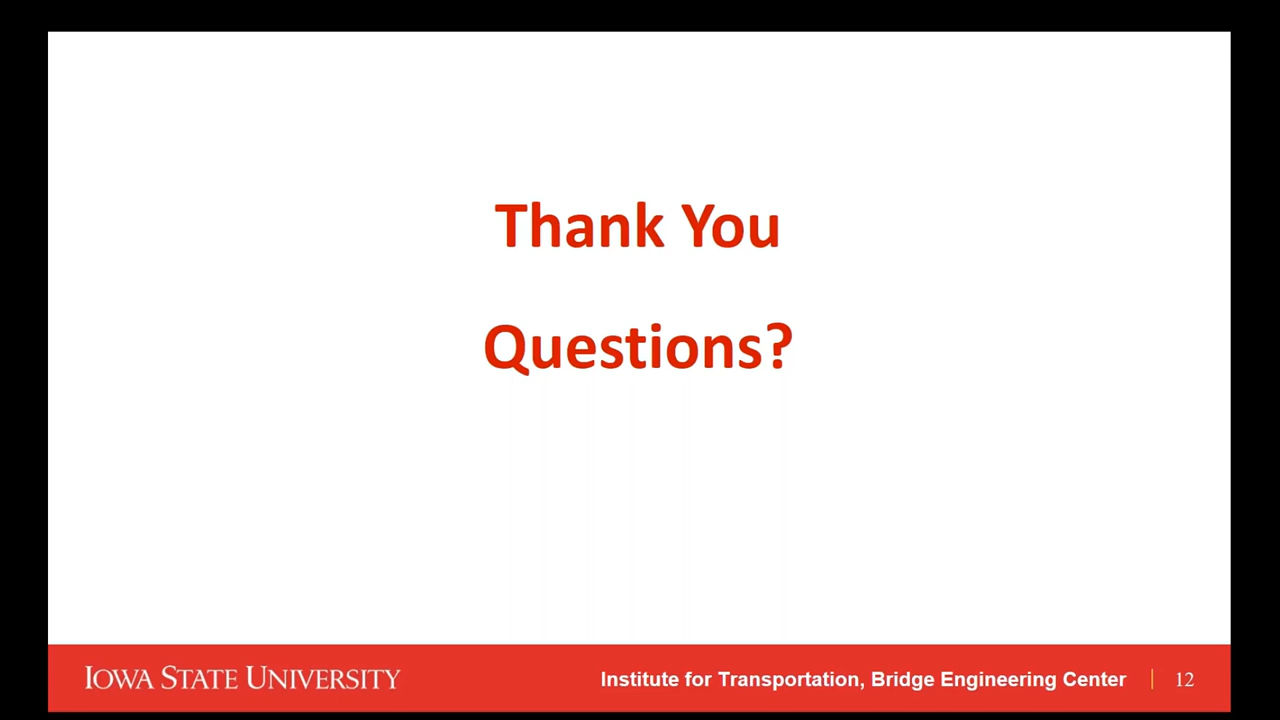 Thank You
Questions?
IOWA STATE UNIVERSITY
Institute for Transportation, Bridge Engineering Center | 12